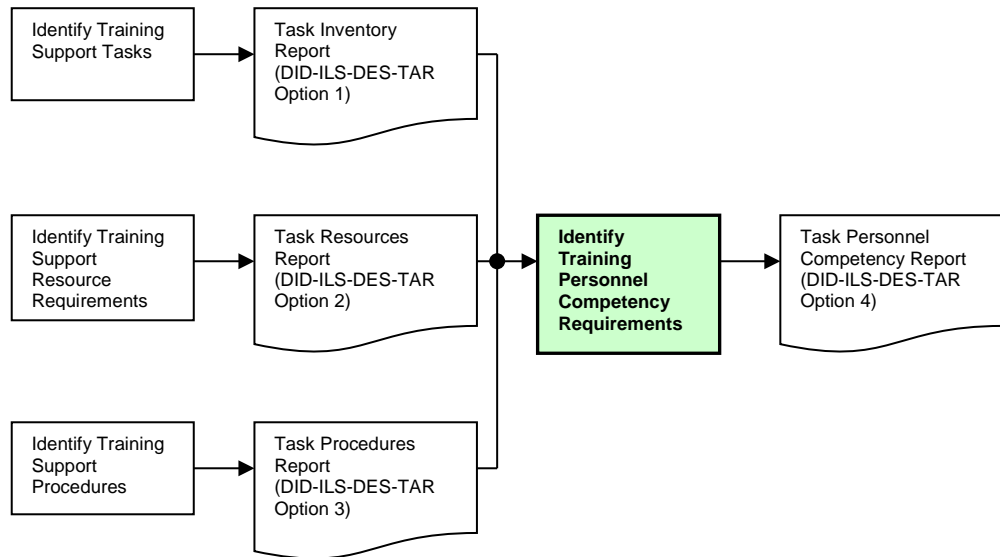 Identify Training
Support Tasks
Task Inventory
Report
(DID-ILS-DES-TAR
Option 1)
Identify Training
Support
Resource
Requirements
Task Resources
Report
(DID-ILS-DES-TAR
Option 2)
Identify
Training
Personnel
Competency
Requirements
Task Personnel
Competency Report
(DID-ILS-DES-TAR
Option 4)
Identify Training
Support
Procedures
Task Procedures
Report
(DID-ILS-DES-TAR
Option 3)